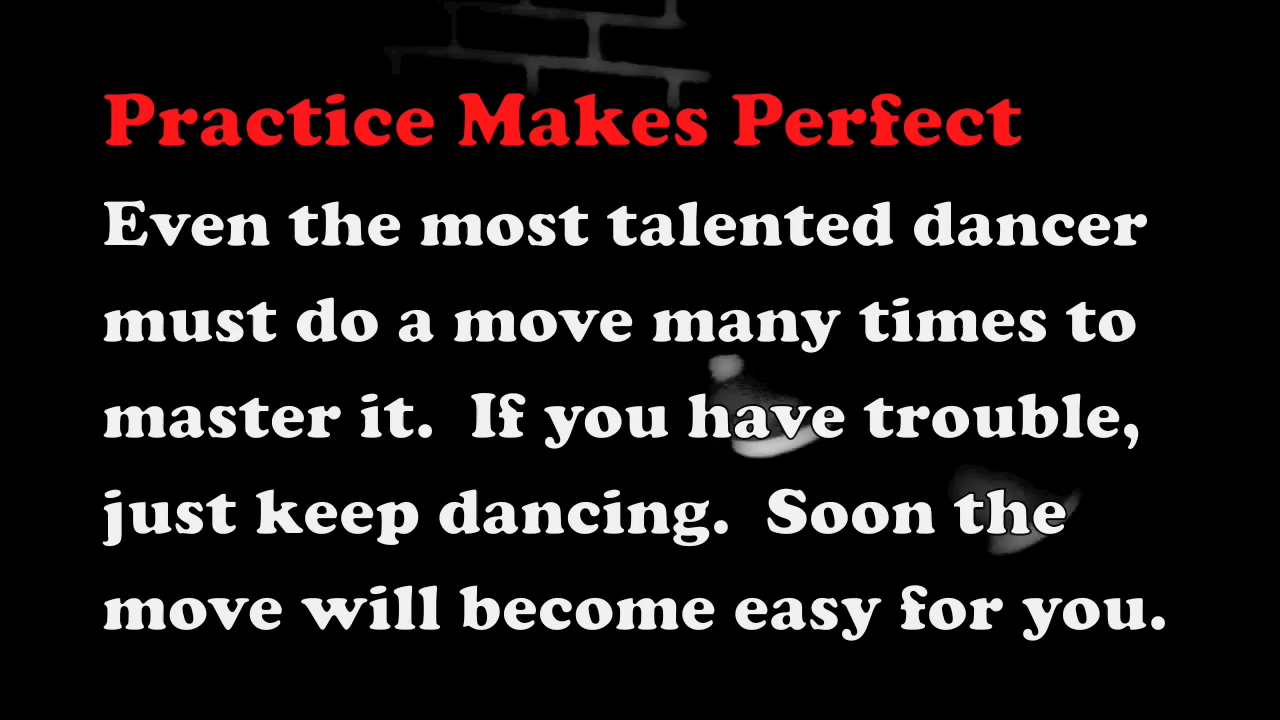 Practice Makes Perfect
Even the most talented dancer
must do a move many times to
master it.  If you have trouble,
just keep dancing.  Soon the
move will become easy for you.